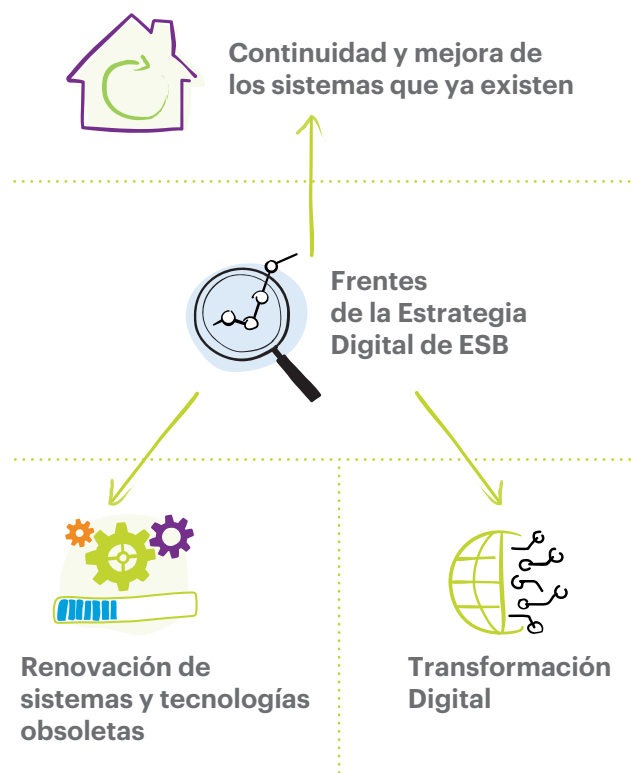 Continuidad y mejora de
los sistemas que ya existen
Frentes
de la Estrategia
Digital de ESB
Renovación de
sistemas y tecnologías
obsoletas
Transformación
Digital